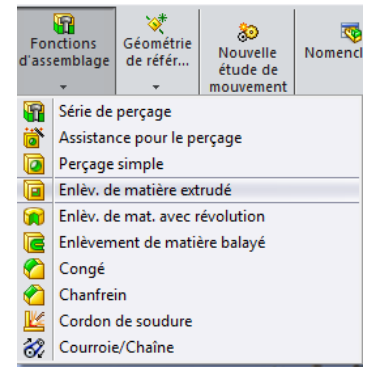 Fonctions
d'assemblage
Géométrie
de référ...
Nouvelle
étude de
mouvement
Nomencl
Série de perçage
Assistance pour le perçage
Perçage simple
Enlèv. de matière extrudé
Enlèv. de mat. avec révolution
Enlèvement de matière balayé
Congé
Chanfrein
Cordon de soudure
Courroie/Chaîne